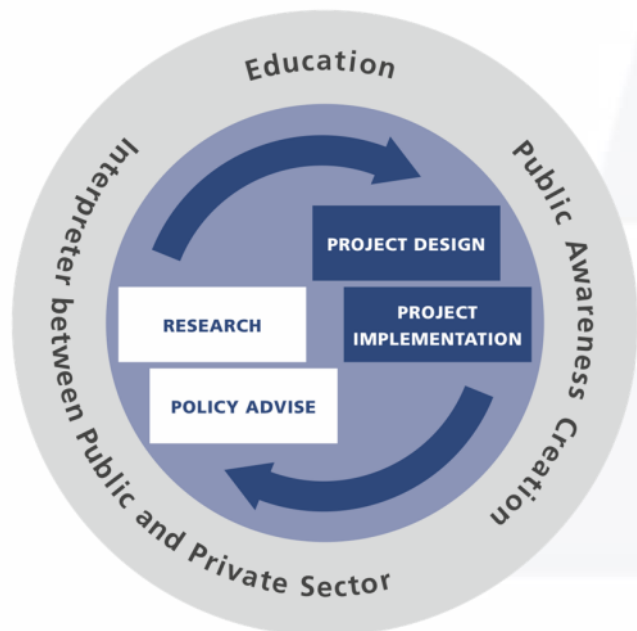 Education
Public Awareness Creation
Interpreter between Public and Private Sector
PROJECT DESIGN
PROJECT
IMPLEMENTATION
RESEARCH
POLICY ADVISE